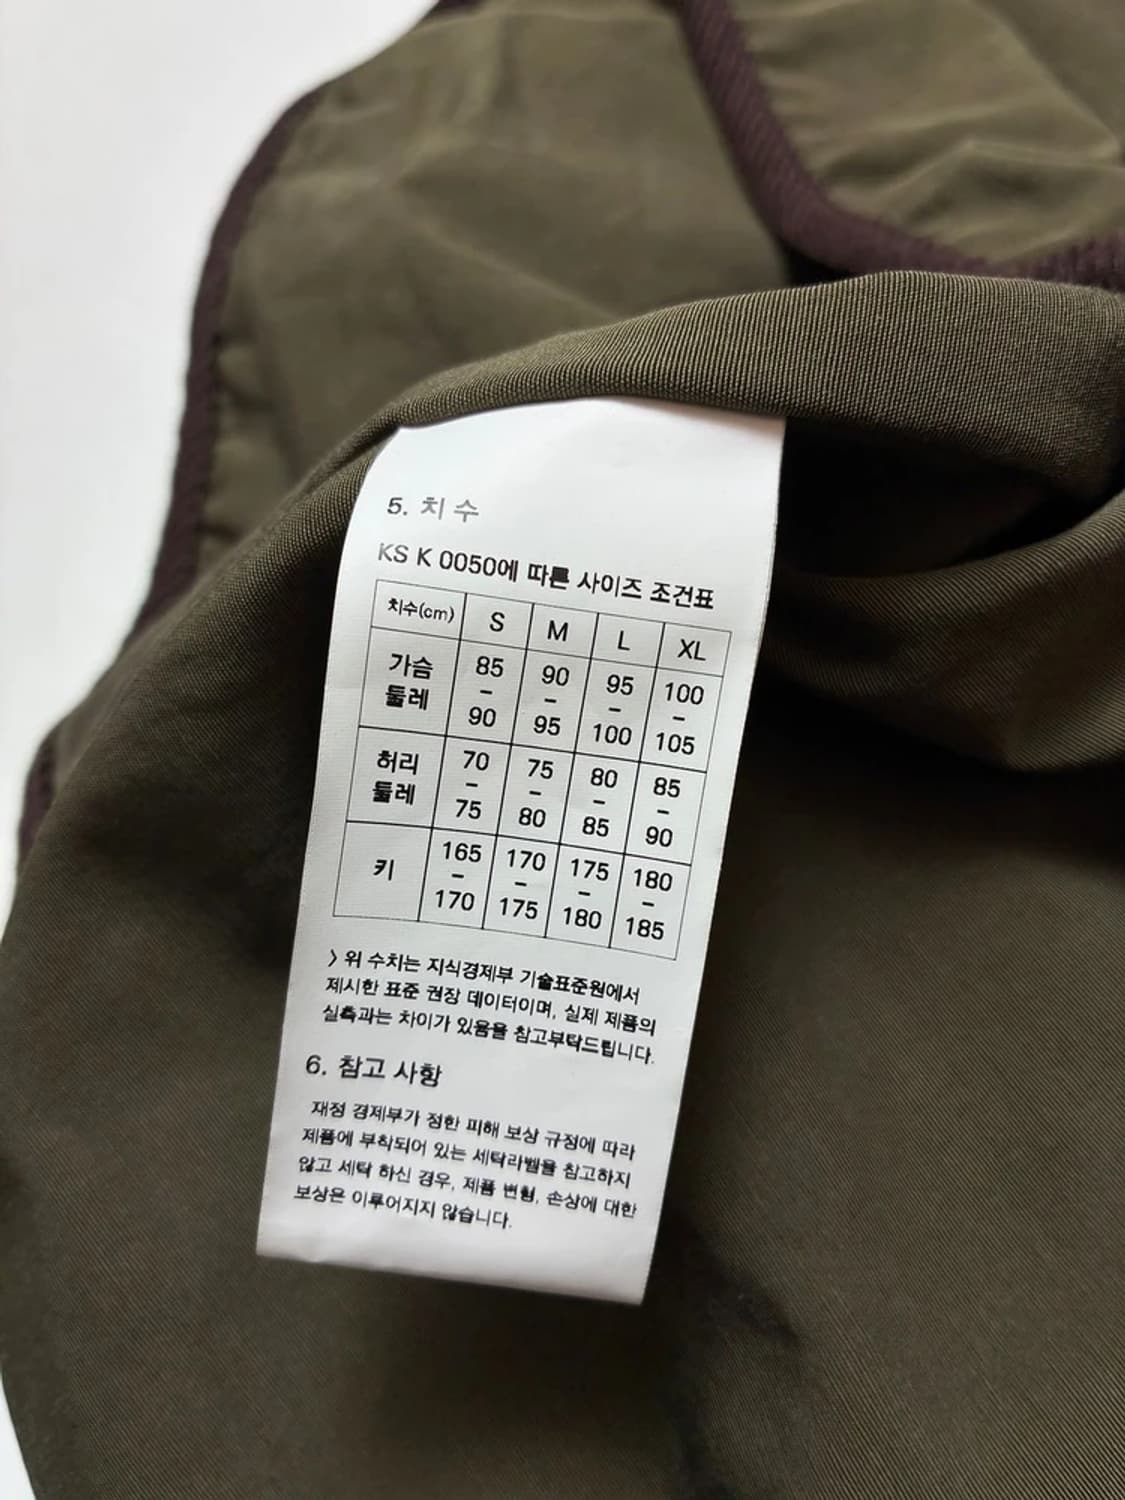 5. 치 수
KS K 0050에 따른 사이즈 조건표
치수(cm) S M L XL
가슴 둘레 85 - 90 90 - 95 95 - 100 100 - 105
허리 둘레 70 - 75 75 - 80 80 - 85 85 - 90
키 165 - 170 170 - 175 175 - 180 180 - 185
> 위 수치는 지식경제부 기술표준원에서
제시한 표준 권장 데이터이며, 실제 제품의
실측과는 차이가 있음을 참고부탁드립니다.
6. 참고 사항
재정 경제부가 정한 피해 보상 규정에 따라
제품에 부착되어 있는 세탁라벨을 참고하지
않고 세탁 하신 경우, 제품 변형, 손상에 대한
보상은 이루어지지 않습니다.